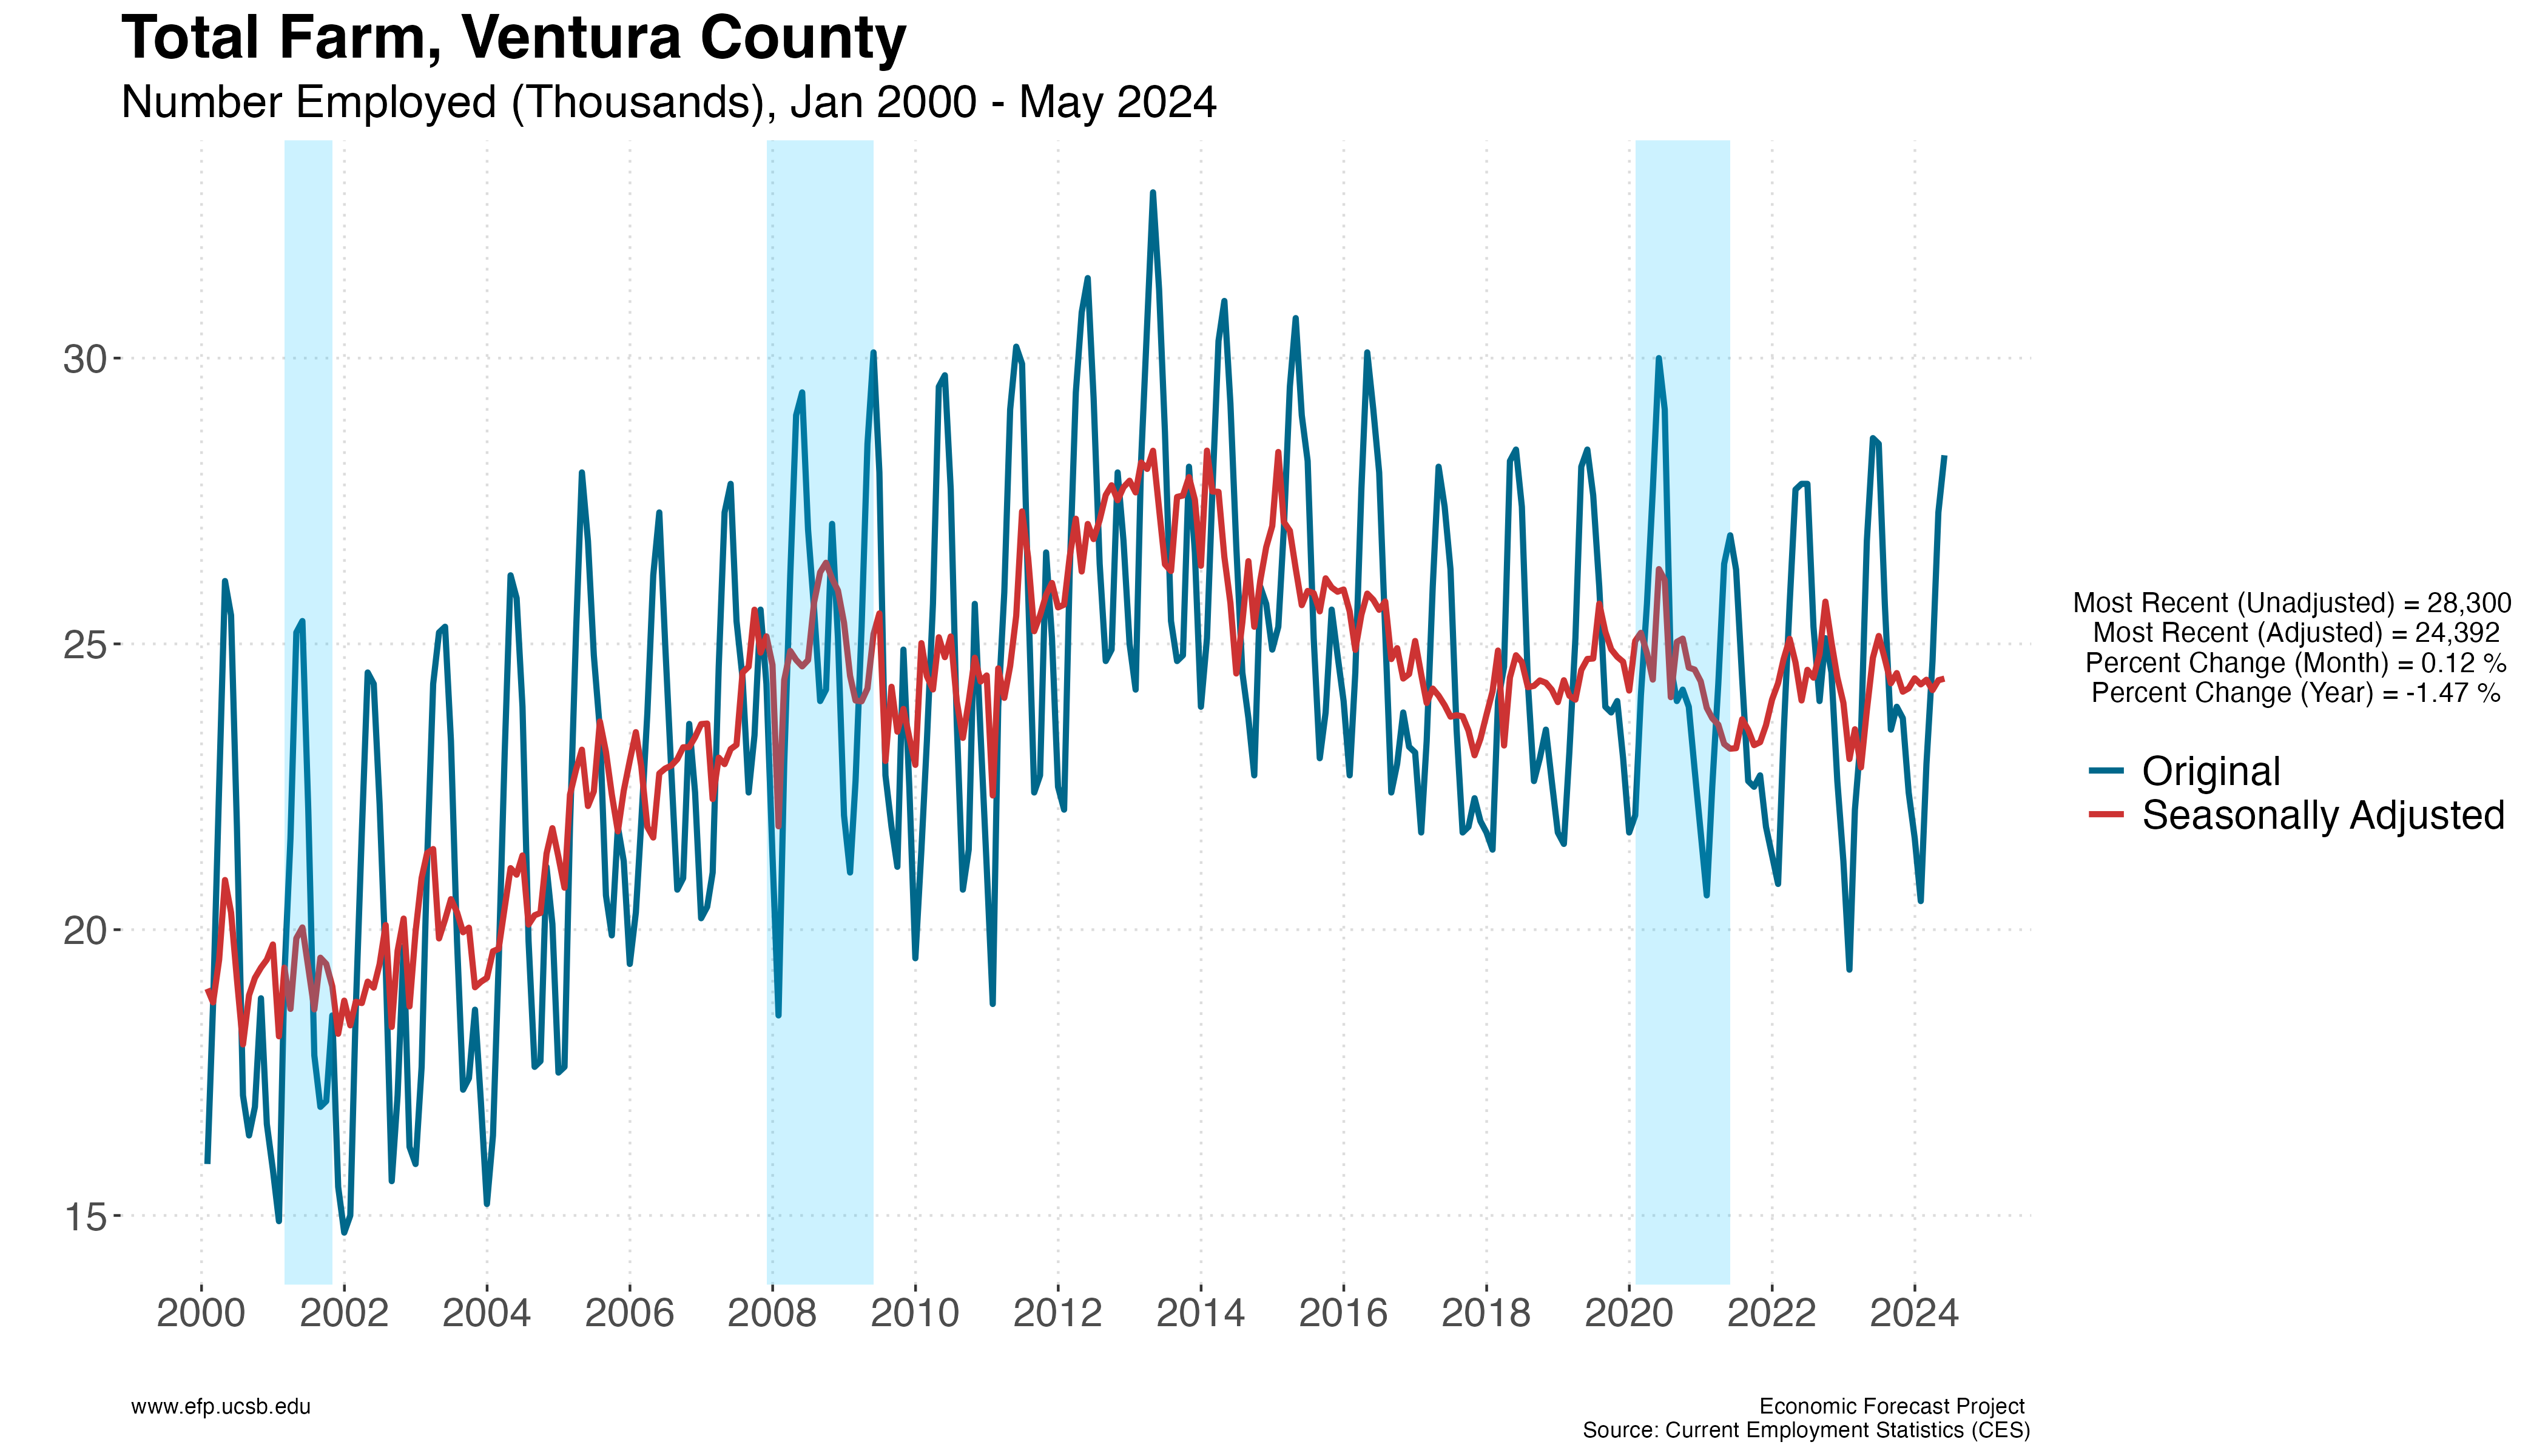 Total Farm, Ventura County
Number Employed (Thousands), Jan 2000 - May 2024
30
25
20
15
2000 2002 2004 2006 2008 2010 2012 2014 2016 2018 2020 2022 2024
Most Recent (Unadjusted) = 28,300
Most Recent (Adjusted) = 24,392
Percent Change (Month) = 0.12 %
Percent Change (Year) = -1.47 %
Original
Seasonally Adjusted
www.efp.ucsb.edu
Economic Forecast Project
Source: Current Employment Statistics (CES)